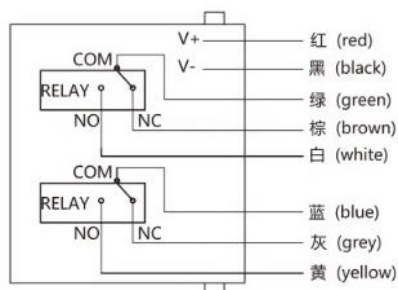 V+ 红 (red)
V- 黑 (black)
COM
绿 (green)
RELAY
棕 (brown)
NO NC
白 (white)
COM
RELAY
蓝 (blue)
NO NC
灰 (grey)
黄 (yellow)